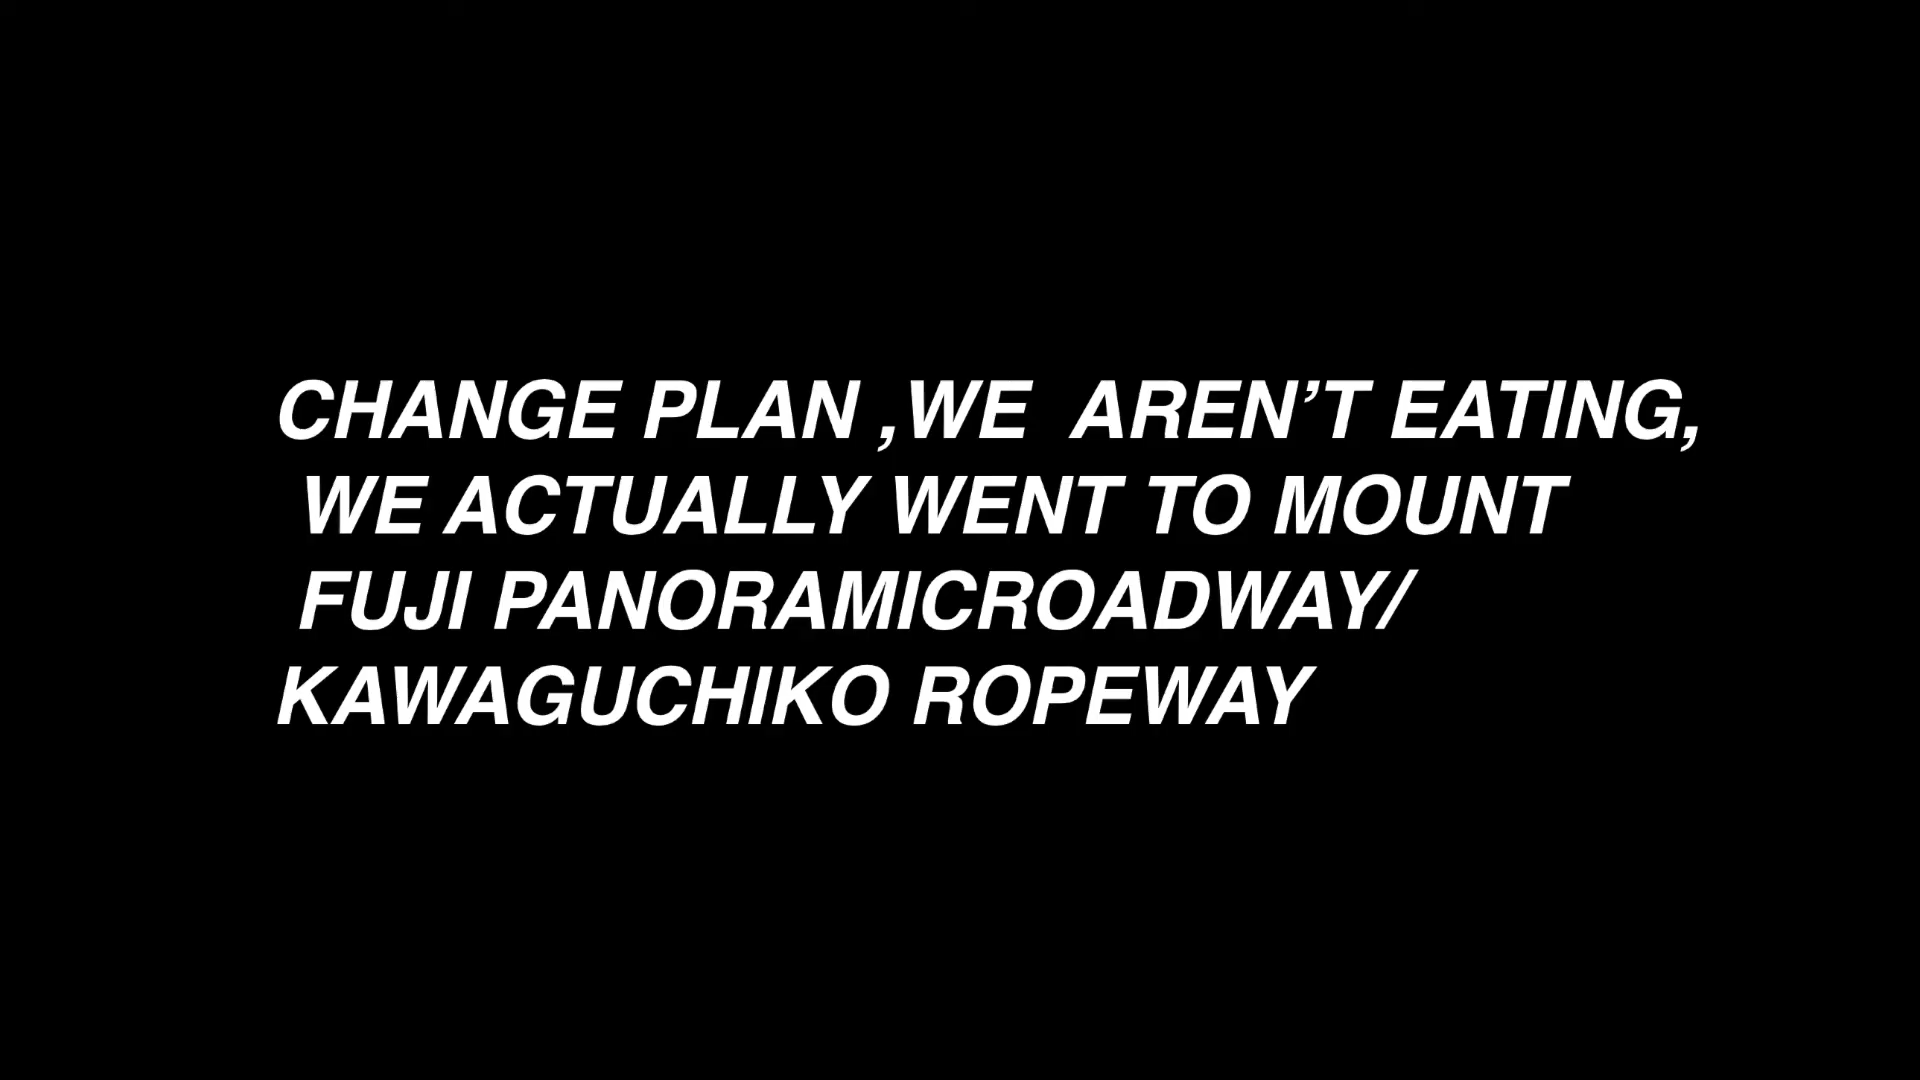 CHANGE PLAN ,WE  AREN’T EATING,
WE ACTUALLY WENT TO MOUNT
FUJI PANORAMICROADWAY/
KAWAGUCHIKO ROPEWAY